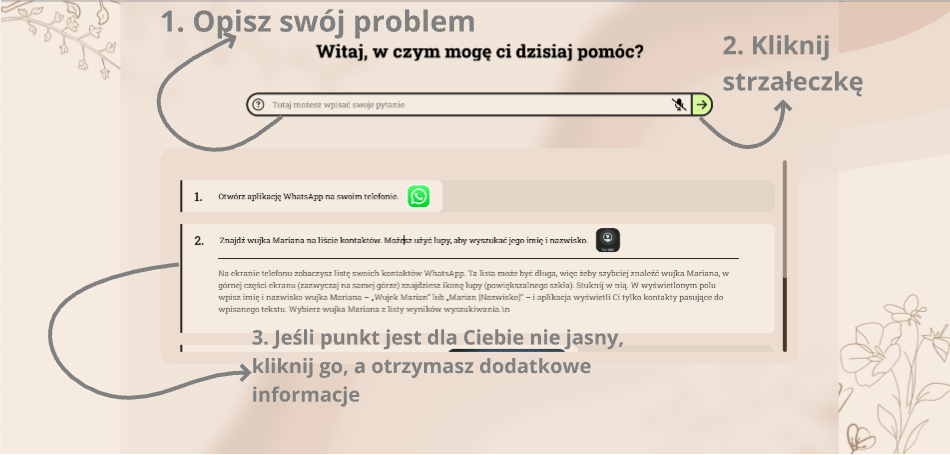 1. Opisz swój problem
Witaj, w czym mogę ci dzisiaj pomóc?
2. Kliknij
strzałeczkę
Tutaj możesz wpisać swoje pytanie
1. Otwórz aplikację WhatsApp na swoim telefonie.
2. Znajdź wujka Mariana na liście kontaktów. Możesz użyć lupy, aby wyszukać jego imię i nazwisko.
Na ekranie telefonu zobaczysz listę swoich kontaktów WhatsApp. Ta lista może być długa, więc żeby szybciej znaleźć wujka Mariana, w
górnej części ekranu (zazwyczaj na samej górze) znajdziesz ikonę lupy (powiększalnego szkła). Stuknij w nią. W wyświetlonym polu
wpisz imię i nazwisko wujka Mariana – „Wujek Marian" lub „Marian [Nazwisko]" – i aplikacja wyświetli Ci tylko kontakty pasujące do
wpisanego tekstu. Wybierz wujka Mariana z listy wyników wyszukiwania.\n
3. Jeśli punkt jest dla Ciebie nie jasny,
kliknij go, a otrzymasz dodatkowe
informacje